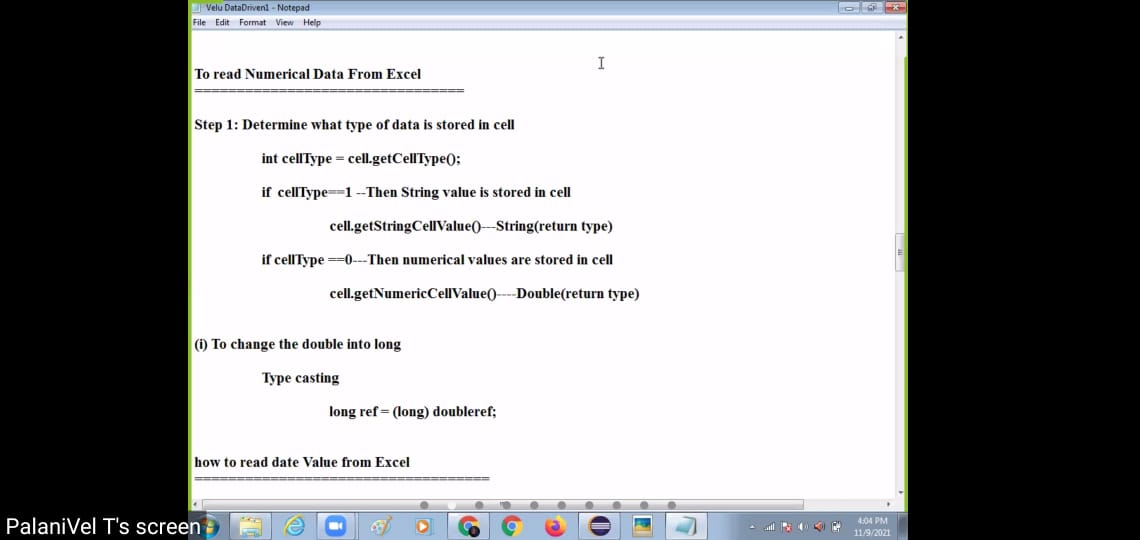 Velu DataDriven1 - Notepad
File Edit Format View Help
To read Numerical Data From Excel
================================
Step 1: Determine what type of data is stored in cell
int cellType = cell.getCellType();
if cellType==1 --Then String value is stored in cell
cell.getStringCellValue()---String(return type)
if cellType ==0---Then numerical values are stored in cell
cell.getNumericCellValue()----Double(return type)
(i) To change the double into long
Type casting
long ref = (long) doubleref;
how to read date Value from Excel
===================================
PalaniVel T's screen
4:04 PM
11/9/2021